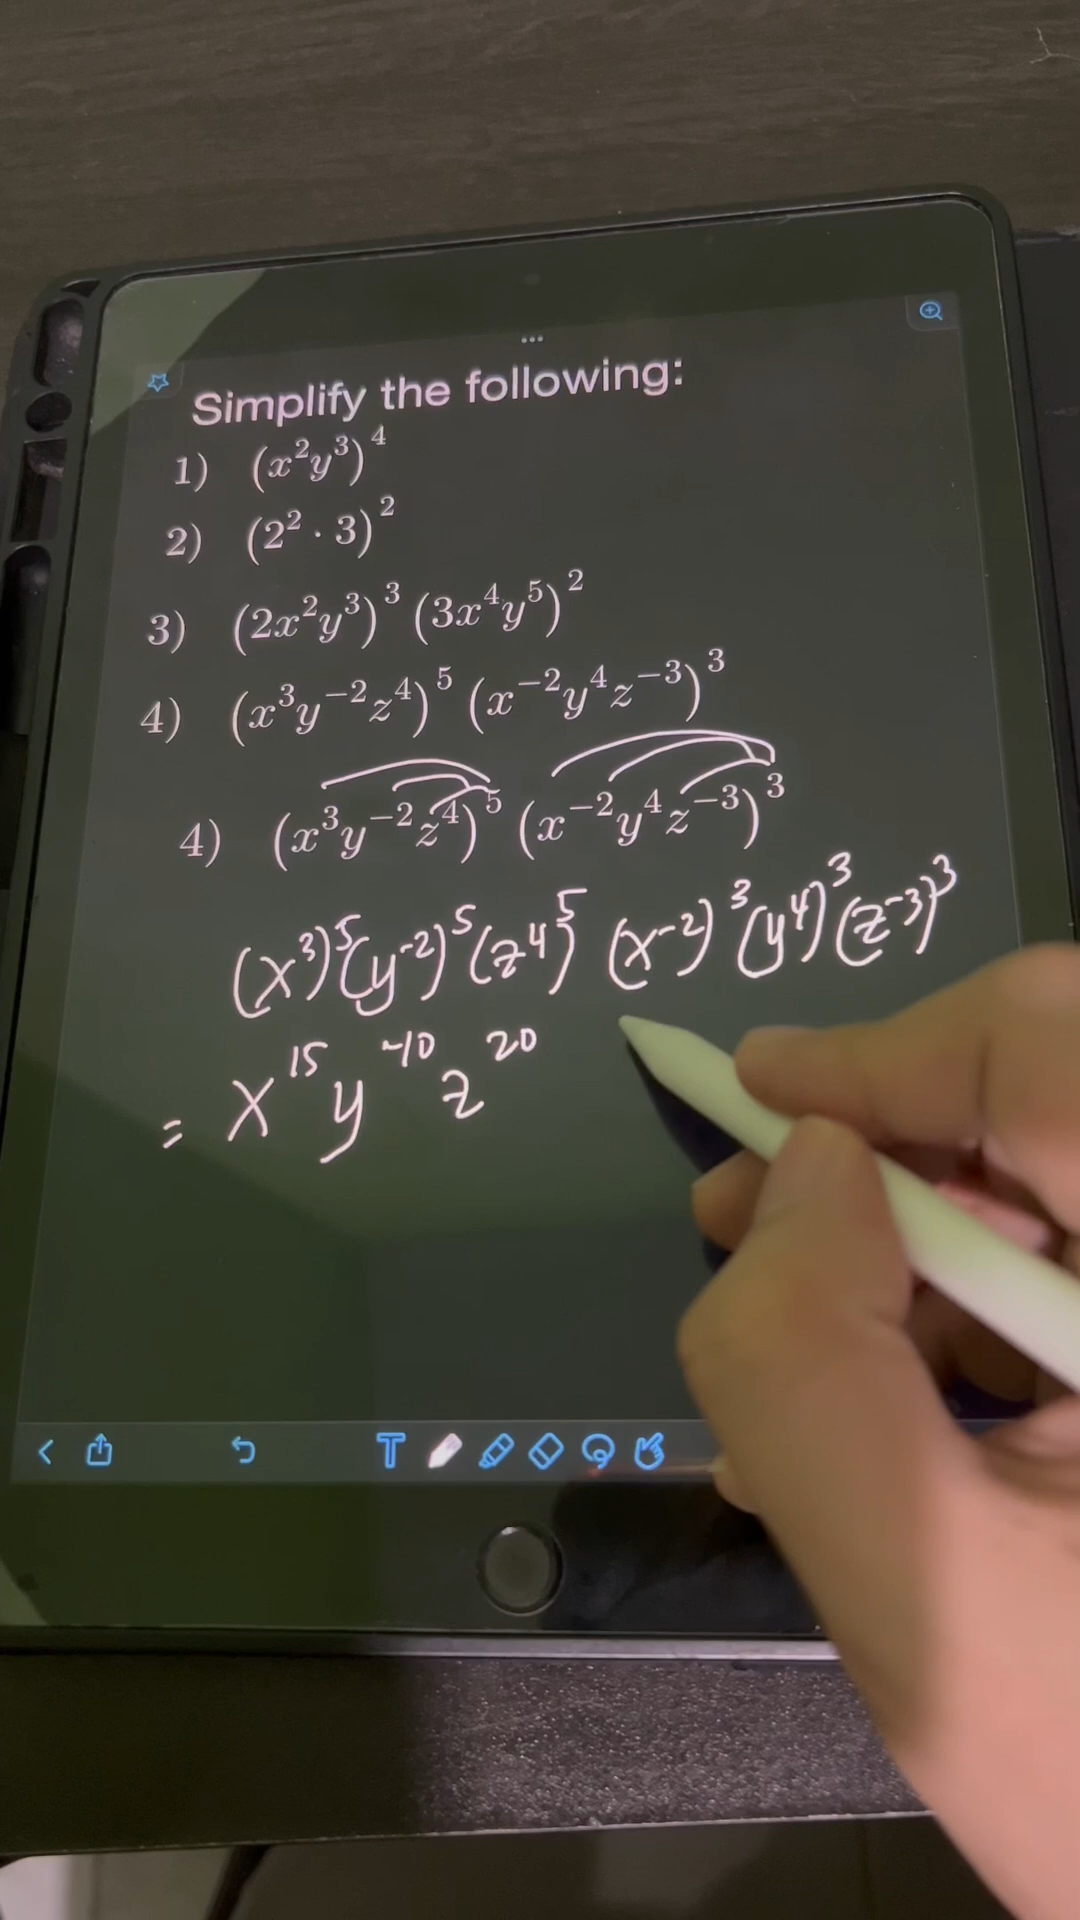 Simplify the following:
1) (x²y³)⁴
2) (2² · 3)²
3) (2x²y³)³ (3x⁴y⁵)²
4) (x³y⁻²z⁴)⁵ (x⁻²y⁴z⁻³)³
4) (x³y⁻²z⁴)⁵ (x⁻²y⁴z⁻³)³
(x³)⁵(y⁻²)⁵(z⁴)⁵ (x⁻²)³(y⁴)³(z⁻³)³
= x¹⁵y⁻¹⁰z²⁰
T